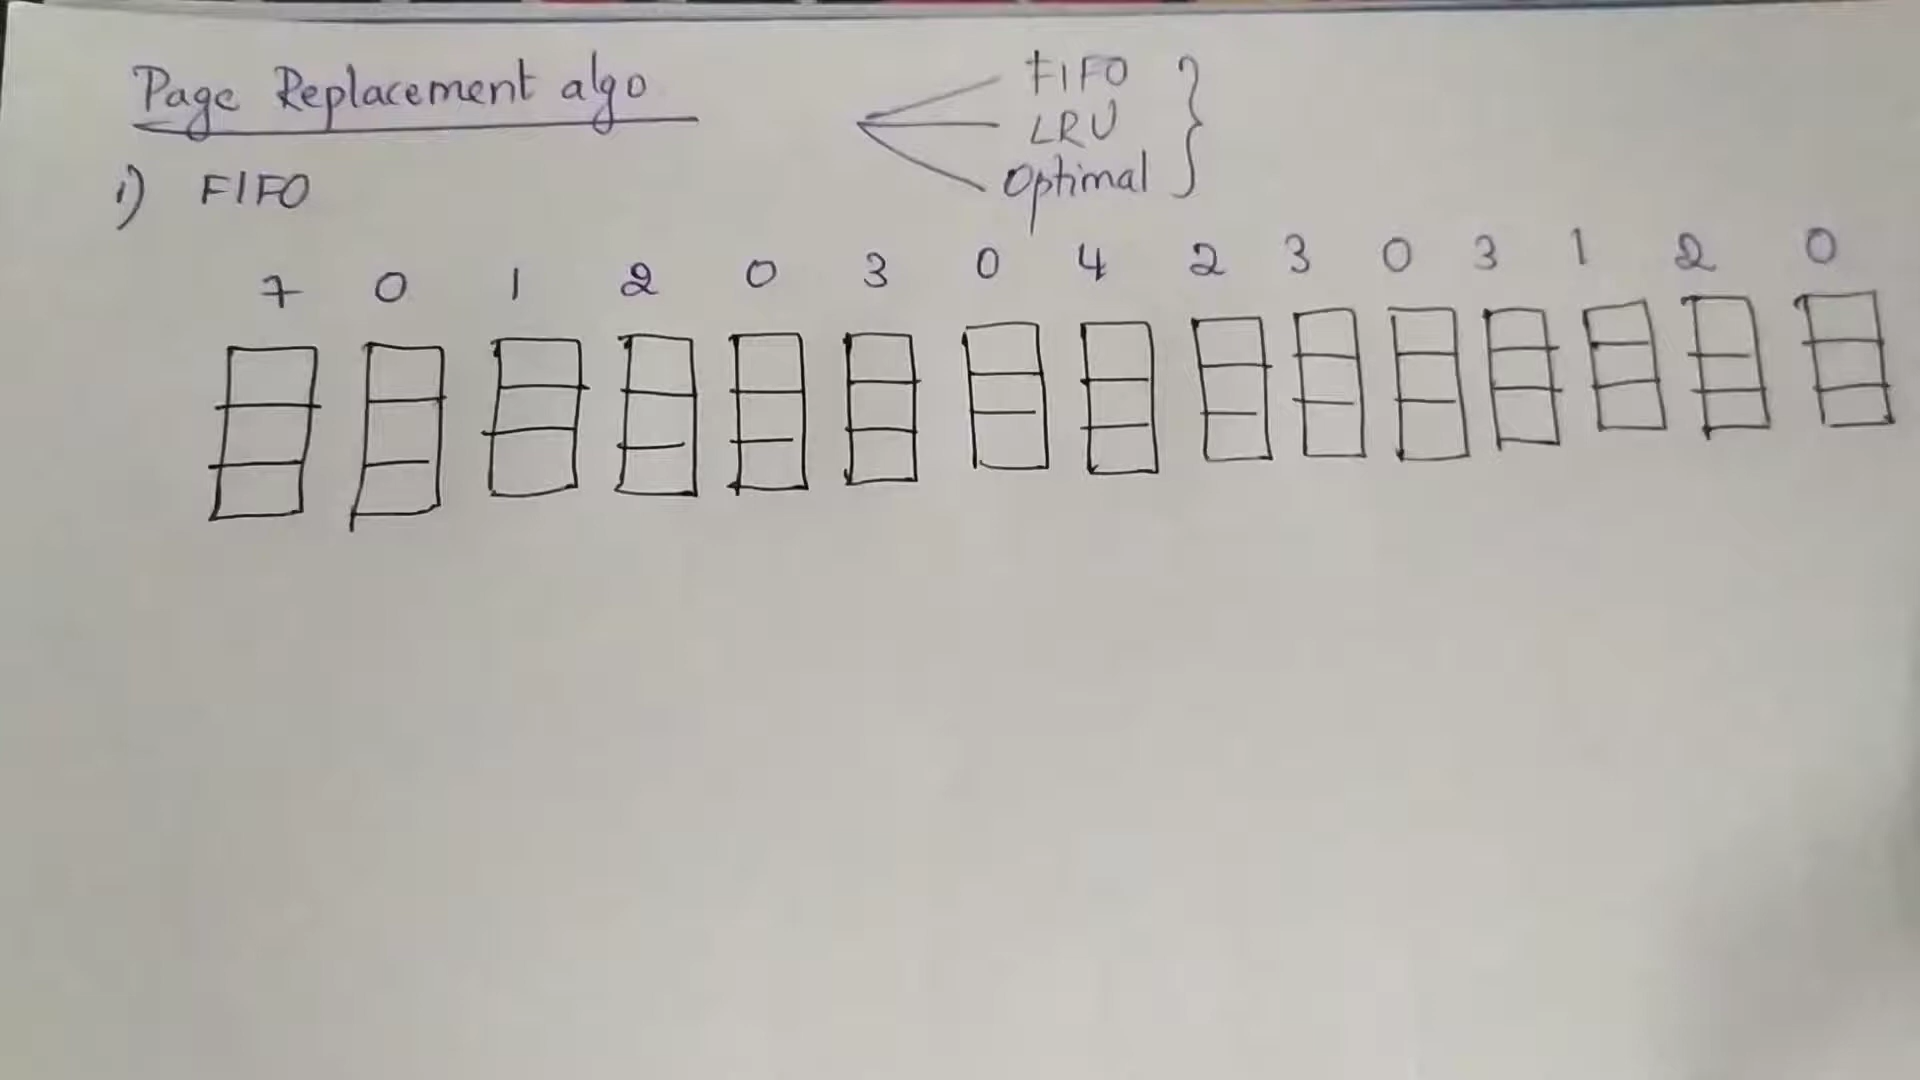 Page Replacement algo
FIFO
LRU
Optimal
i) FIFO
7 0 1 2 0 3 0 4 2 3 0 3 1 2 0